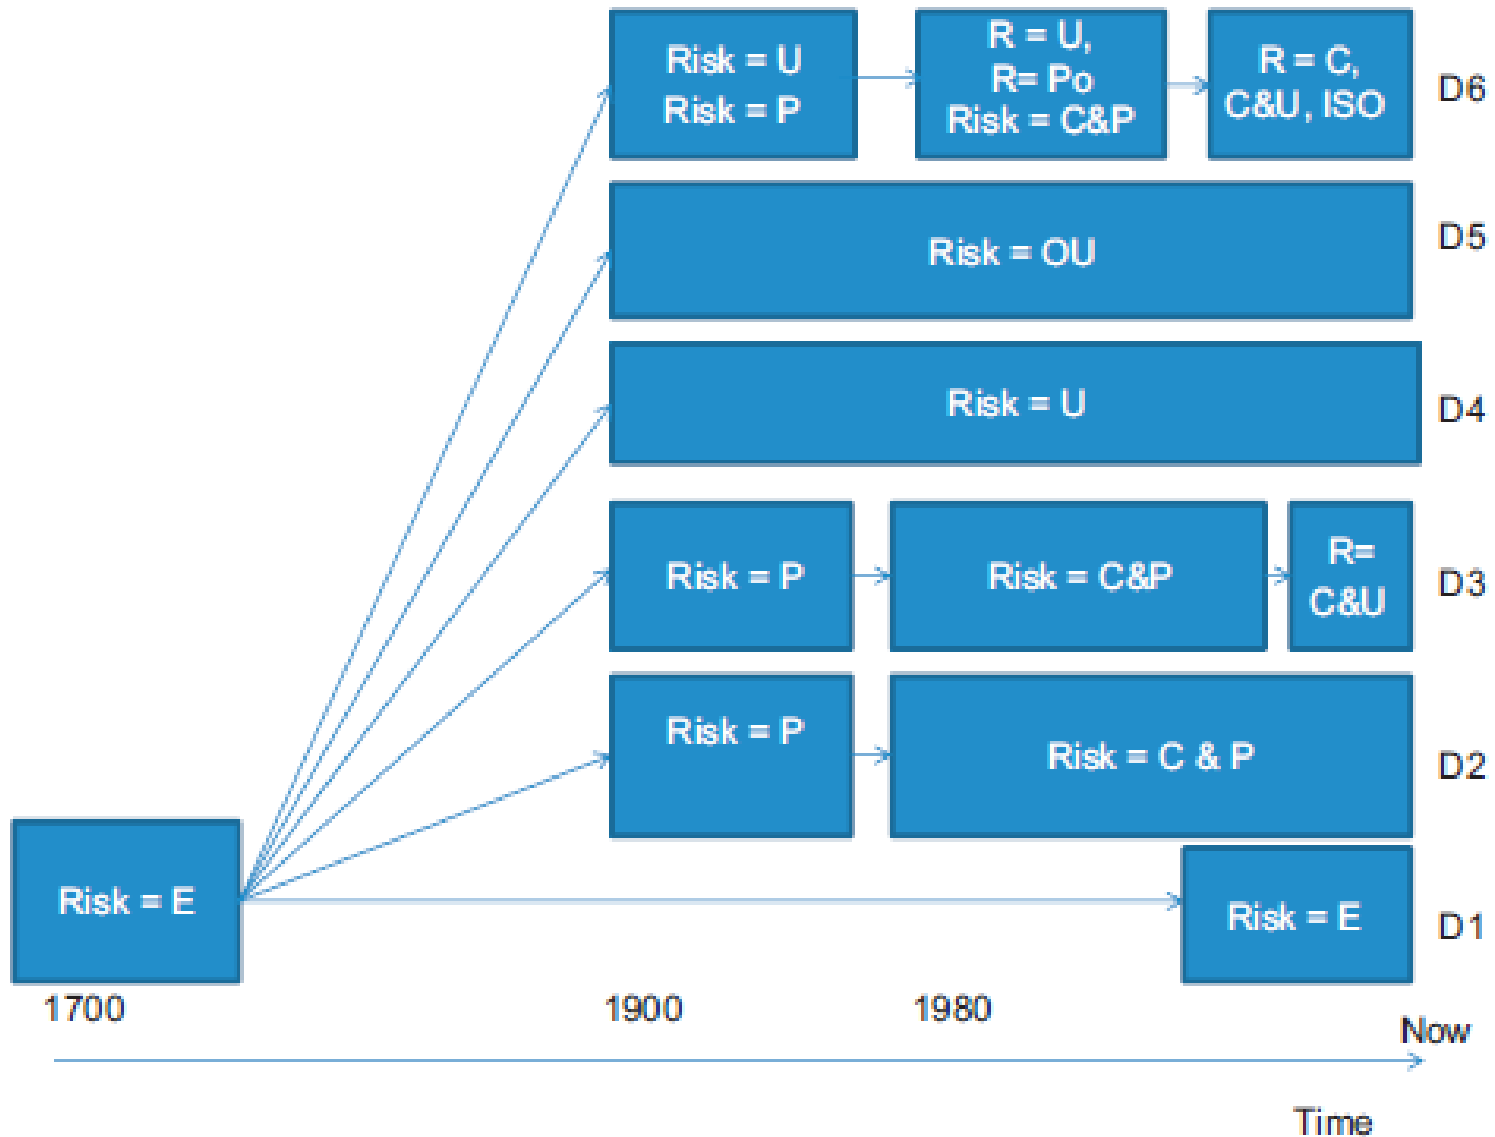 Risk = U
Risk = P
R = U,
R= Po
Risk = C&P
R = C,
C&U, ISO
D6
Risk = OU
D5
Risk = U
D4
Risk = P
Risk = C&P
R=
C&U
D3
Risk = P
Risk = C & P
D2
Risk = E
Risk = E
D1
1700
1900
1980
Now
Time